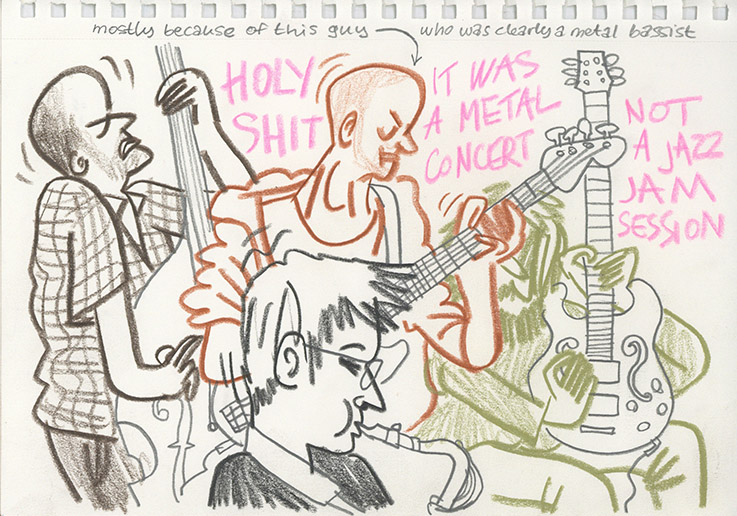 mostly because of this guy → who was clearly a metal bassist
HOLY
SHIT
IT WAS
A METAL
CONCERT
NOT
A JAZZ
JAM
SESSION